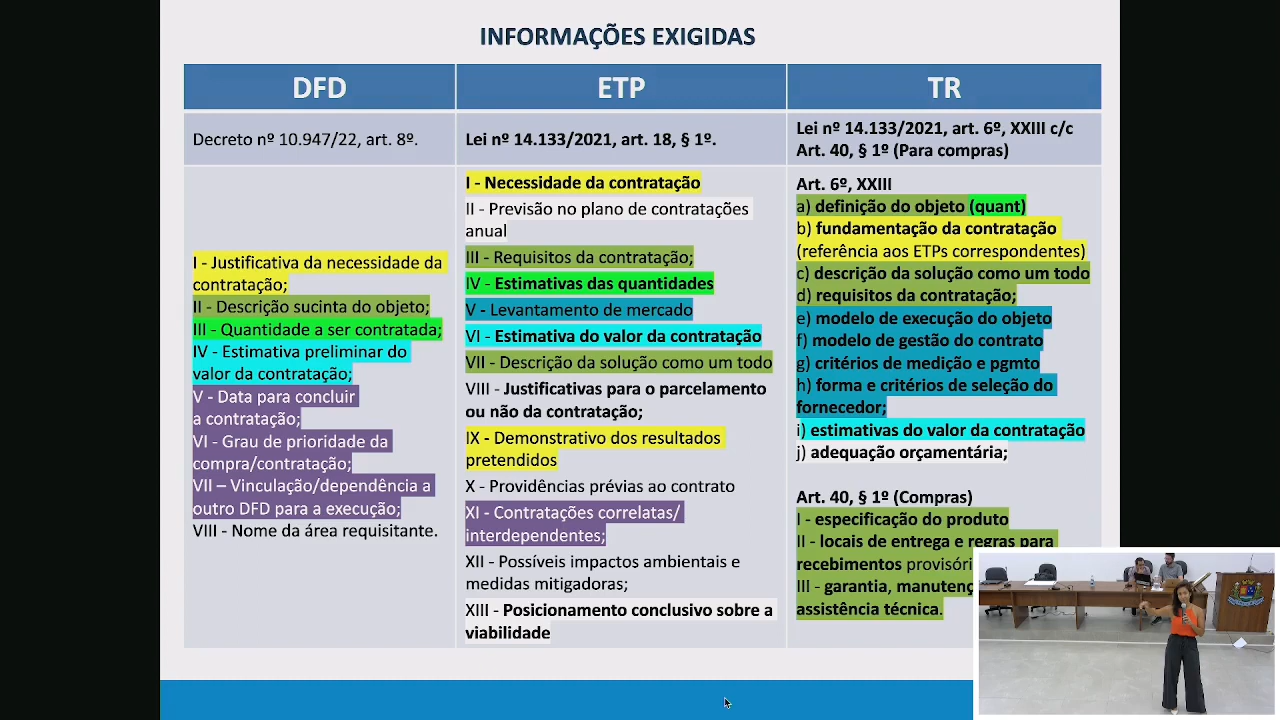 INFORMAÇÕES EXIGIDAS
DFD
ETP
TR
Decreto nº 10.947/22, art. 8º.
Lei nº 14.133/2021, art. 18, § 1º.
Lei nº 14.133/2021, art. 6º, XXIII c/c
Art. 40, § 1º (Para compras)
I - Justificativa da necessidade da
contratação;
II - Descrição sucinta do objeto;
III - Quantidade a ser contratada;
IV - Estimativa preliminar do
valor da contratação;
V - Data para concluir
a contratação;
VI - Grau de prioridade da
compra/contratação;
VII – Vinculação/dependência a
outro DFD para a execução;
VIII - Nome da área requisitante.
I - Necessidade da contratação
II - Previsão no plano de contratações
anual
III - Requisitos da contratação;
IV - Estimativas das quantidades
V - Levantamento de mercado
VI - Estimativa do valor da contratação
VII - Descrição da solução como um todo
VIII - Justificativas para o parcelamento
ou não da contratação;
IX - Demonstrativo dos resultados
pretendidos
X - Providências prévias ao contrato
XI - Contratações correlatas/
interdependentes;
XII - Possíveis impactos ambientais e
medidas mitigadoras;
XIII - Posicionamento conclusivo sobre a
viabilidade
Art. 6º, XXIII
a) definição do objeto (quant)
b) fundamentação da contratação
(referência aos ETPs correspondentes)
c) descrição da solução como um todo
d) requisitos da contratação;
e) modelo de execução do objeto
f) modelo de gestão do contrato
g) critérios de medição e pgmto
h) forma e critérios de seleção do
fornecedor;
i) estimativas do valor da contratação
j) adequação orçamentária;
Art. 40, § 1º (Compras)
I - especificação do produto
II - locais de entrega e regras para
recebimentos
III - garantia,
assistência técnica.